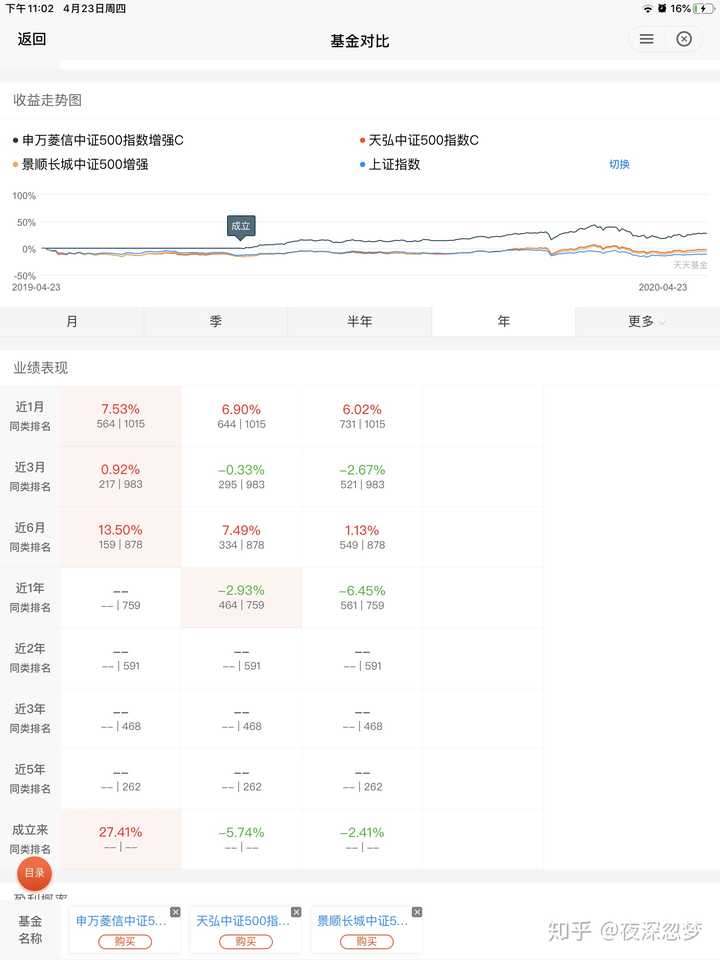 下午11:02 4月23日周四 16%
返回 基金对比
收益走势图
申万菱信中证500指数增强C 天弘中证500指数C
景顺长城中证500增强 上证指数 切换
100%
成立
50%
0%
天天基金
-50%
2019-04-23 2020-04-23
月 季 半年 年 更多
业绩表现
近1月 7.53% 6.90% 6.02%
同类排名 564 | 1015 644 | 1015 731 | 1015
近3月 0.92% -0.33% -2.67%
同类排名 217 | 983 295 | 983 521 | 983
近6月 13.50% 7.49% 1.13%
同类排名 159 | 878 334 | 878 549 | 878
近1年 -- -2.93% -6.45%
同类排名 -- | 759 464 | 759 561 | 759
近2年 -- -- --
同类排名 -- | 591 -- | 591 -- | 591
近3年 -- -- --
同类排名 -- | 468 -- | 468 -- | 468
近5年 -- -- --
同类排名 -- | 262 -- | 262 -- | 262
成立来 27.41% -5.74% -2.41%
同类排名 -- | -- -- | -- -- | --
目录
基金 申万菱信中证5... 天弘中证500指... 景顺长城中证5...
名称 购买 购买 购买
知乎 @夜深忽梦